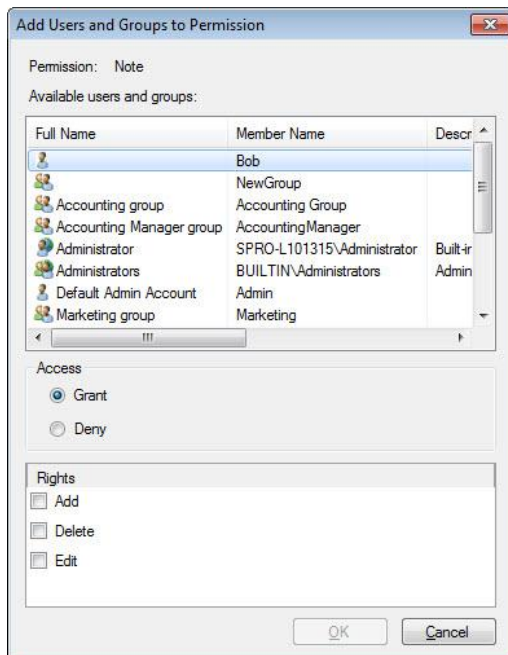 Add Users and Groups to Permission
Permission: Note
Available users and groups:
Full Name Member Name Descr
Bob
NewGroup
Accounting group Accounting Group
Accounting Manager group AccountingManager
Administrator SPRO-L101315\Administrator Built-ir
Administrators BUILTIN\Administrators Admin
Default Admin Account Admin
Marketing group Marketing
Access
Grant
Deny
Rights
Add
Delete
Edit
OK Cancel